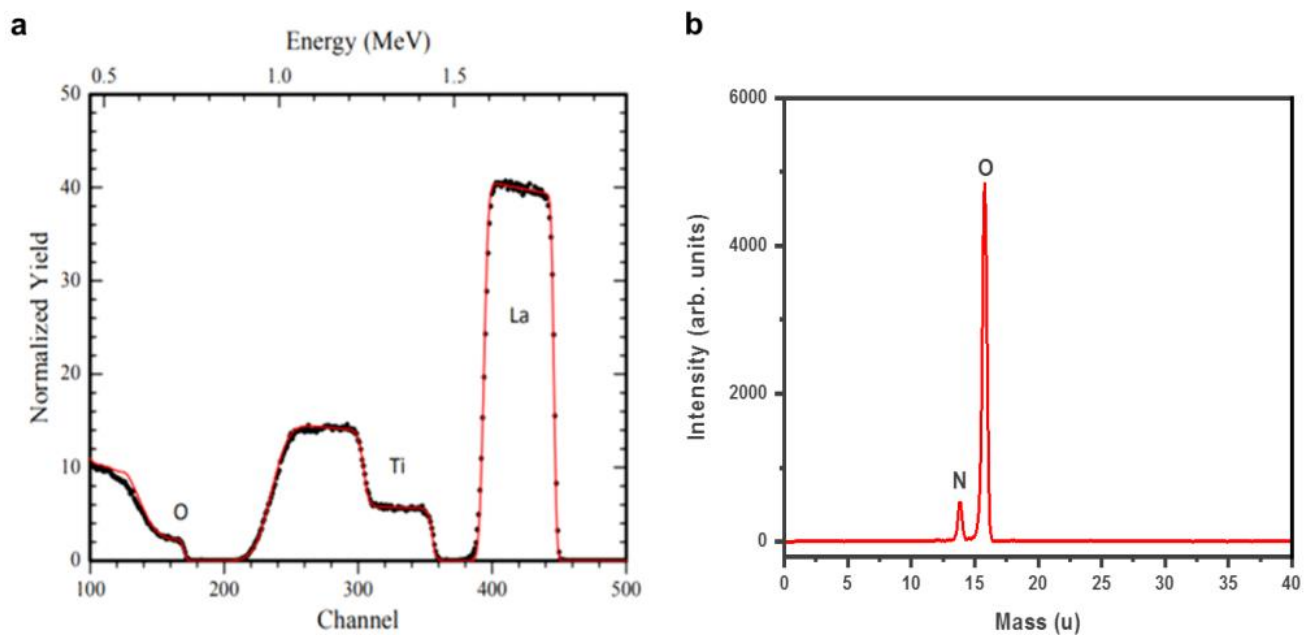 a
Energy (MeV)
0.5 1.0 1.5
50
40
30
20
10
0
Normalized Yield
O
Ti
La
100 200 300 400 500
Channel
b
6000
4000
2000
0
Intensity (arb. units)
N
O
0 5 10 15 20 25 30 35 40
Mass (u)